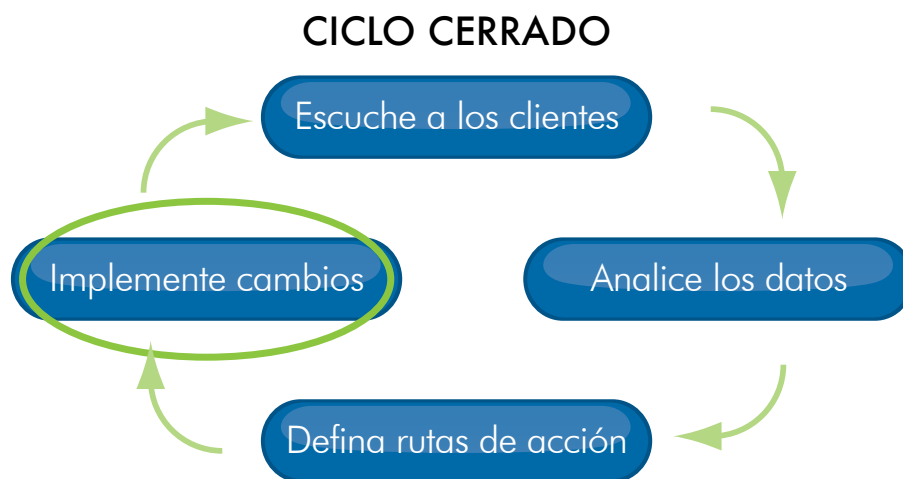 CICLO CERRADO
Escuche a los clientes
Implemente cambios
Analice los datos
Defina rutas de acción